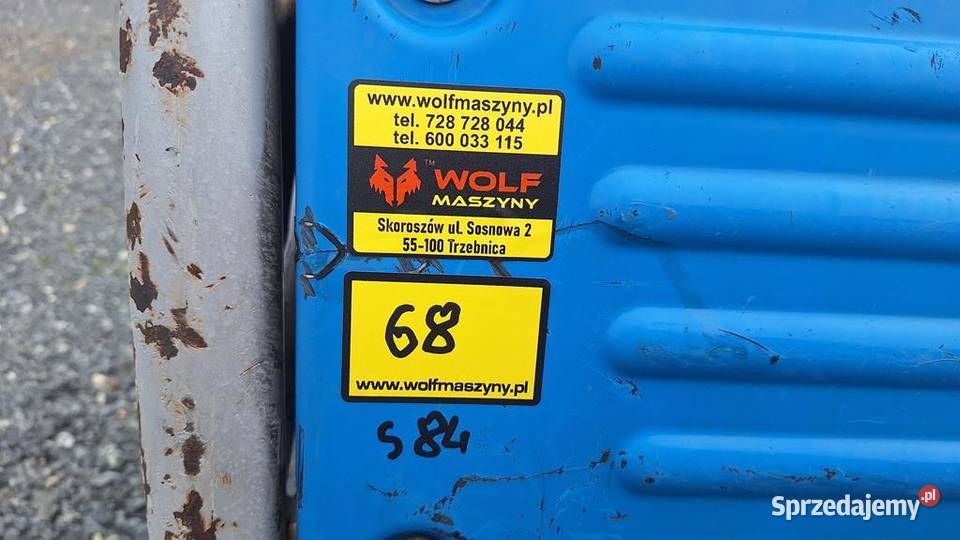 www.wolfmaszyny.pl
tel. 728 728 044
tel. 600 033 115
WOLF™
MASZYNY
Skoroszów ul. Sosnowa 2
55-100 Trzebnica
68
www.wolfmaszyny.pl
S 84
Sprzedajemy.pl